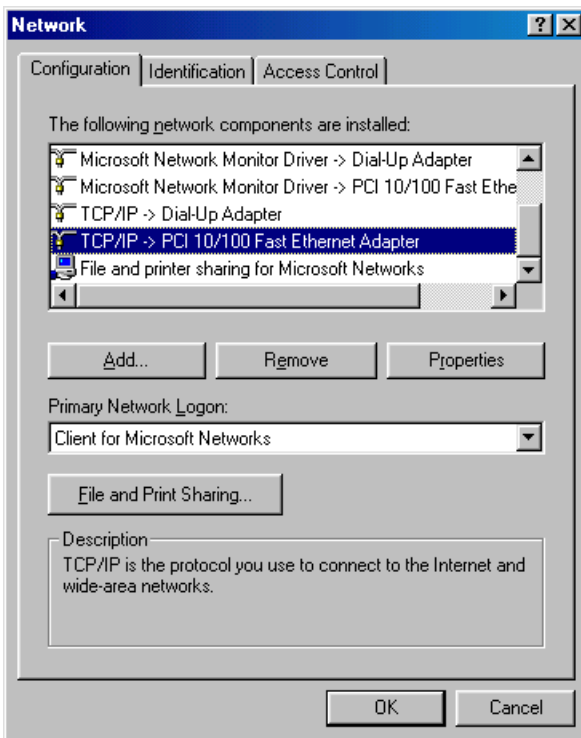 Network
Configuration
Identification
Access Control
The following network components are installed:
Microsoft Network Monitor Driver -> Dial-Up Adapter
Microsoft Network Monitor Driver -> PCI 10/100 Fast Ethe
TCP/IP -> Dial-Up Adapter
TCP/IP -> PCI 10/100 Fast Ethernet Adapter
File and printer sharing for Microsoft Networks
Add...
Remove
Properties
Primary Network Logon:
Client for Microsoft Networks
File and Print Sharing...
Description
TCP/IP is the protocol you use to connect to the Internet and
wide-area networks.
OK
Cancel